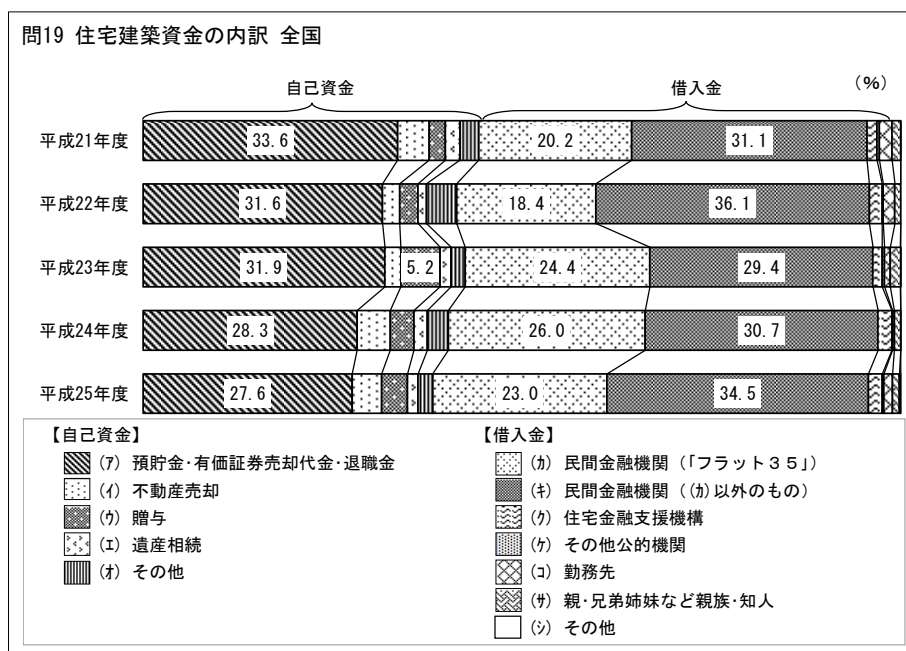 問19 住宅建築資金の内訳 全国
自己資金
借入金
(%)
平成21年度
33.6
20.2
31.1
平成22年度
31.6
18.4
36.1
平成23年度
31.9
5.2
24.4
29.4
平成24年度
28.3
26.0
30.7
平成25年度
27.6
23.0
34.5
【自己資金】
(ｱ) 預貯金･有価証券売却代金･退職金
(ｲ) 不動産売却
(ｳ) 贈与
(ｴ) 遺産相続
(ｵ) その他
【借入金】
(ｶ) 民間金融機関（｢フラット３５｣）
(ｷ) 民間金融機関（(ｶ)以外のもの）
(ｸ) 住宅金融支援機構
(ｹ) その他公的機関
(ｺ) 勤務先
(ｻ) 親･兄弟姉妹など親族･知人
(ｼ) その他